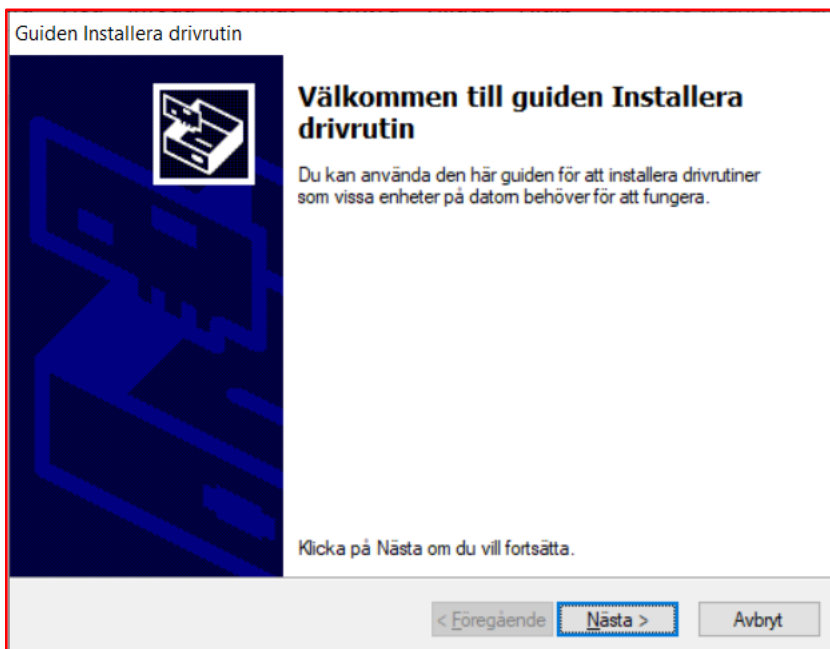 Guiden Installera drivrutin
Välkommen till guiden Installera
drivrutin
Du kan använda den här guiden för att installera drivrutiner
som vissa enheter på datorn behöver för att fungera.
Klicka på Nästa om du vill fortsätta.
< Föregående Nästa > Avbryt